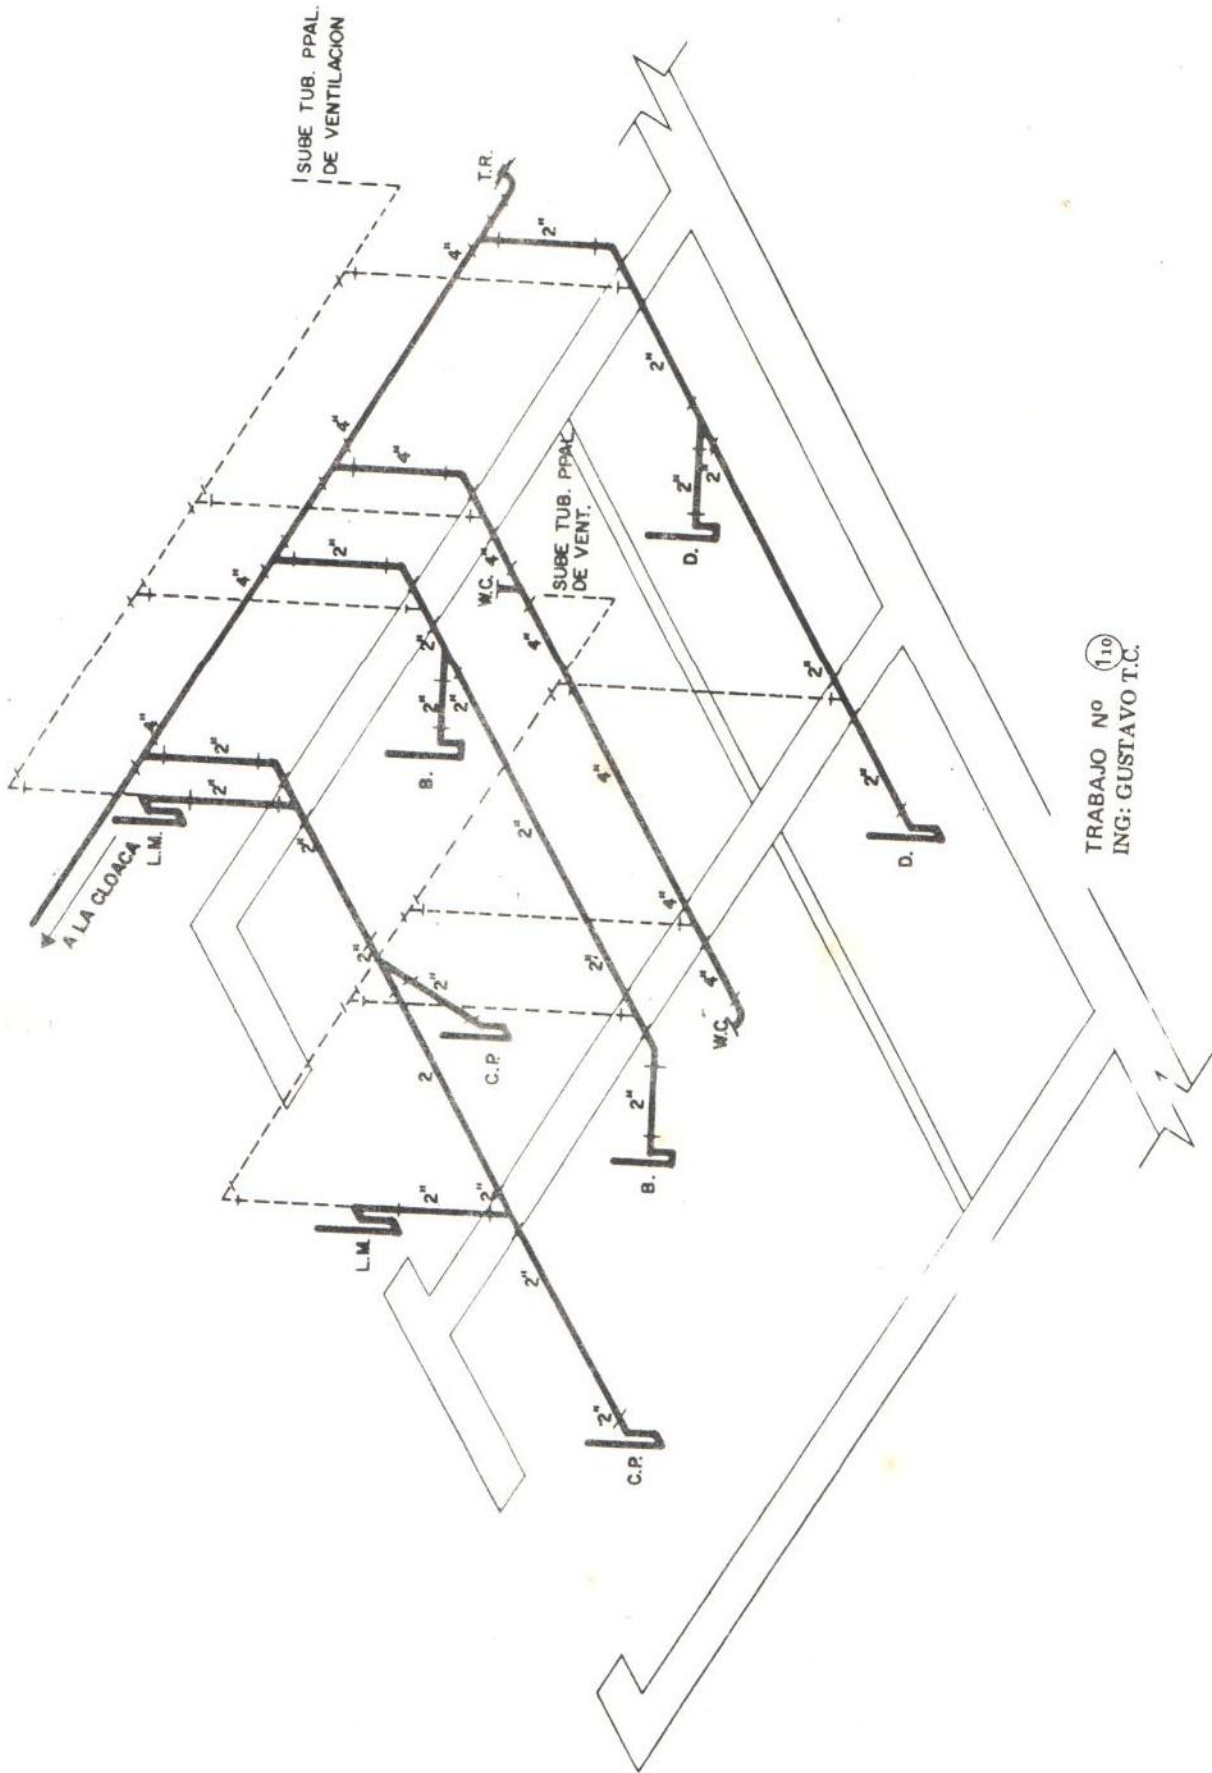 SUBE TUB. PPAL.
DE VENTILACION
T.R.
4"
2"
4"
4"
2"
4"
4"
2"
2"
2"
W.C.
SUBE TUB. PPAL.
DE VENT.
2"
2"
D.
4"
2"
2"
2"
B.
4"
2"
2"
L.M.
A LA CLOACA
2"
4"
2"
2"
D.
2"
2"
C.P.
2"
4"
4"
W.C.
2
2"
B.
2"
2"
L.M.
2"
2"
C.P.
TRABAJO Nº 110
ING: GUSTAVO T.C.